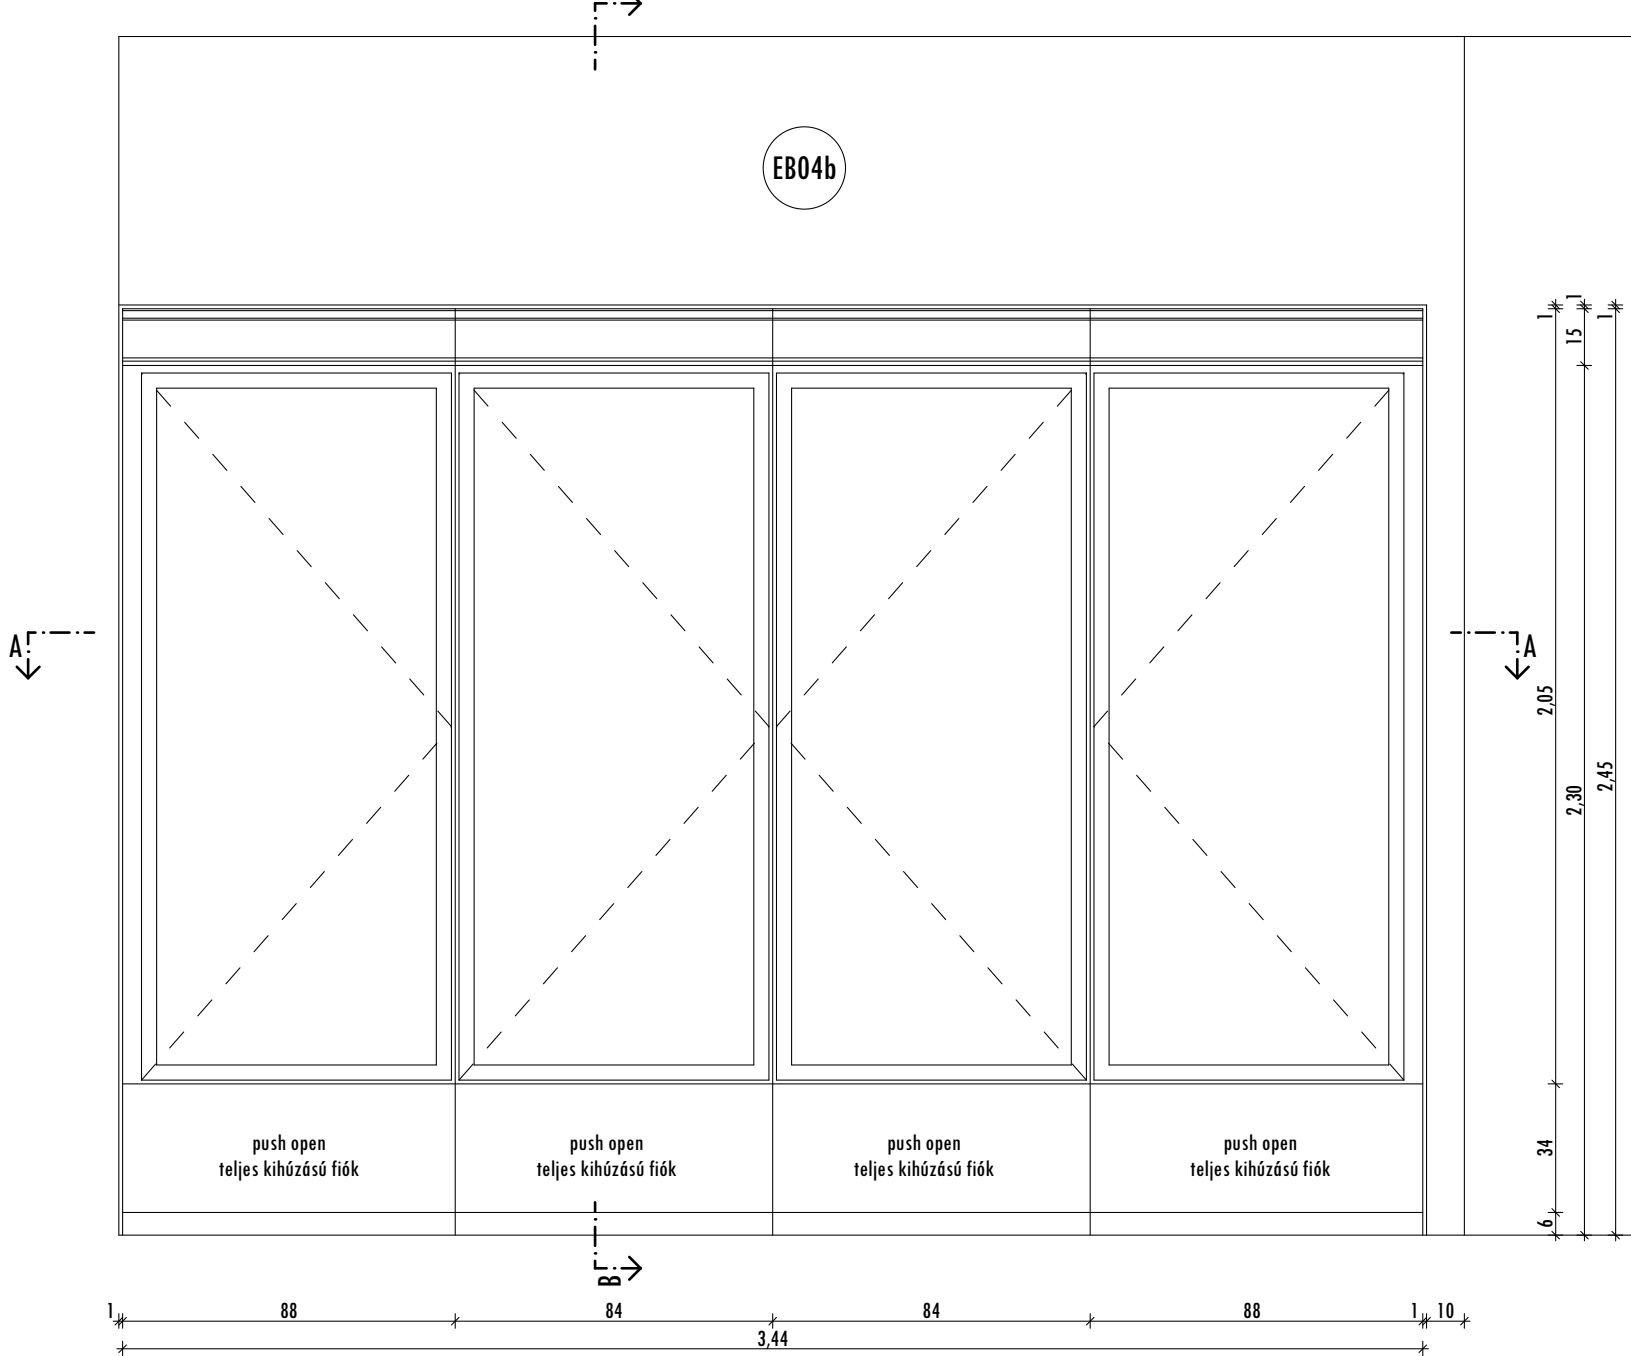 EB04b
1
1
1
15
A
A
2,05
2,30
2,45
push open
teljes kihúzású fiók
push open
teljes kihúzású fiók
push open
teljes kihúzású fiók
push open
teljes kihúzású fiók
34
6
B
1
88
84
84
88
1
10
3,44